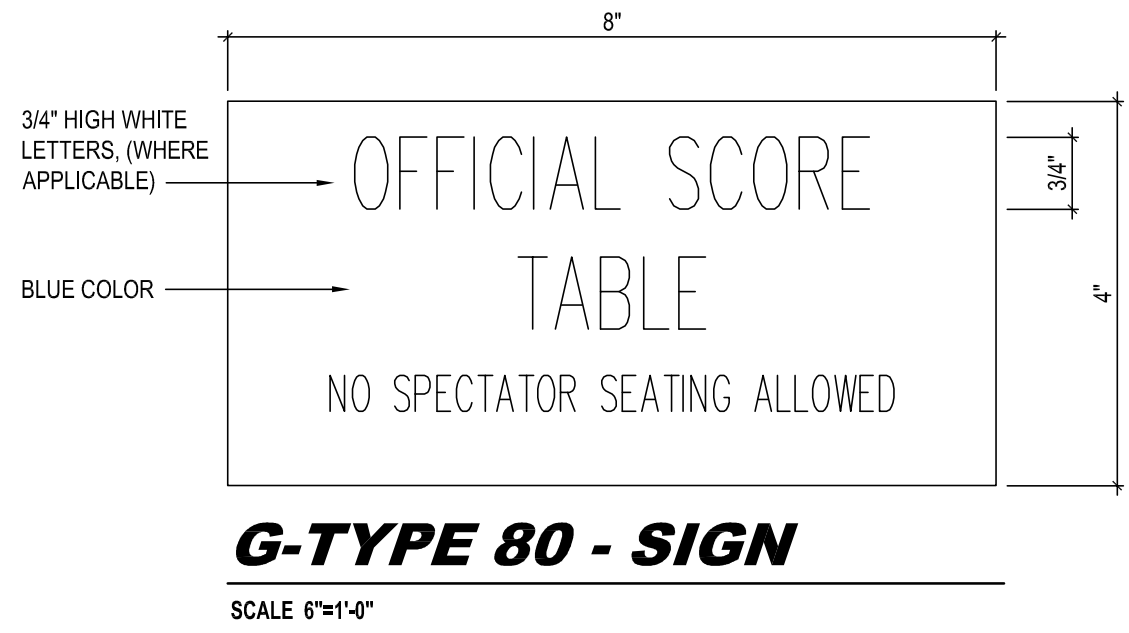 8"
3/4" HIGH WHITE
LETTERS, (WHERE
APPLICABLE)
OFFICIAL SCORE
3/4"
TABLE
BLUE COLOR
4"
NO SPECTATOR SEATING ALLOWED
G-TYPE 80 - SIGN
SCALE 6"=1'-0"